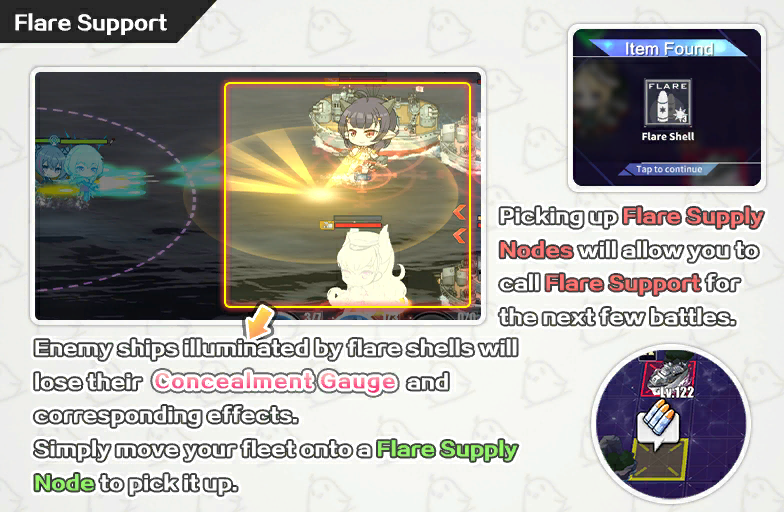 Flare Support
Item Found
FLARE
3
Flare Shell
Tap to continue
Picking up Flare Supply
Nodes will allow you to
call Flare Support for
the next few battles.
Enemy ships illuminated by flare shells will
lose their Concealment Gauge and
corresponding effects.
Simply move your fleet onto a Flare Supply
Node to pick it up.
Lv.122